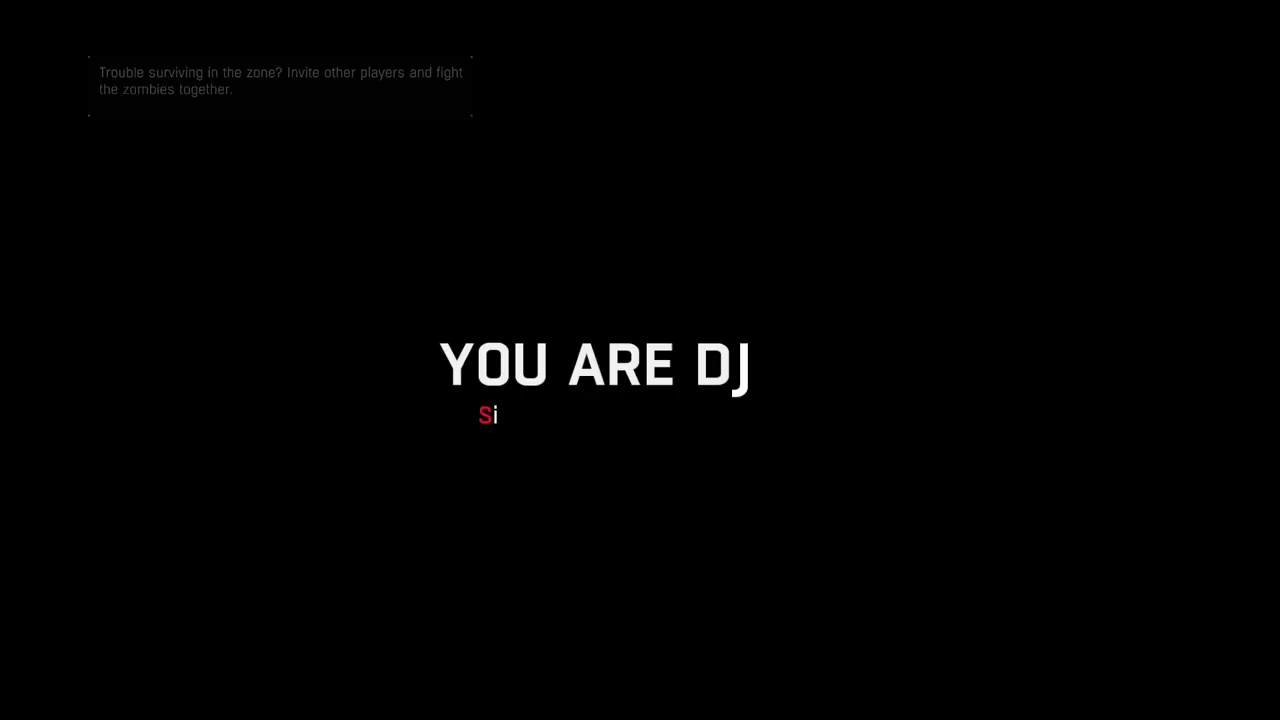 Trouble surviving in the zone? Invite other players and fight
the zombies together.
YOU ARE DJ
Si